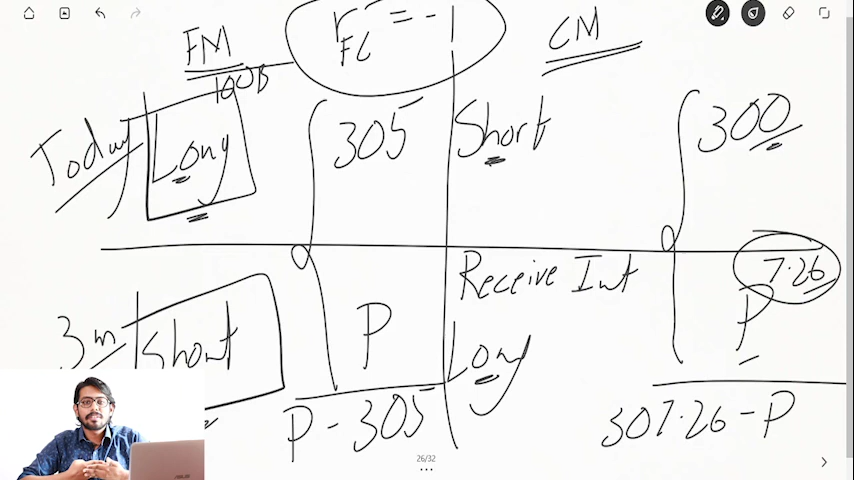 r = -1
FC
FM
CM
100B
Today
Long
305
Short
300
Receive Int
7.26
3m
Short
P
Long
P
P - 305
307.26 - P
26/32